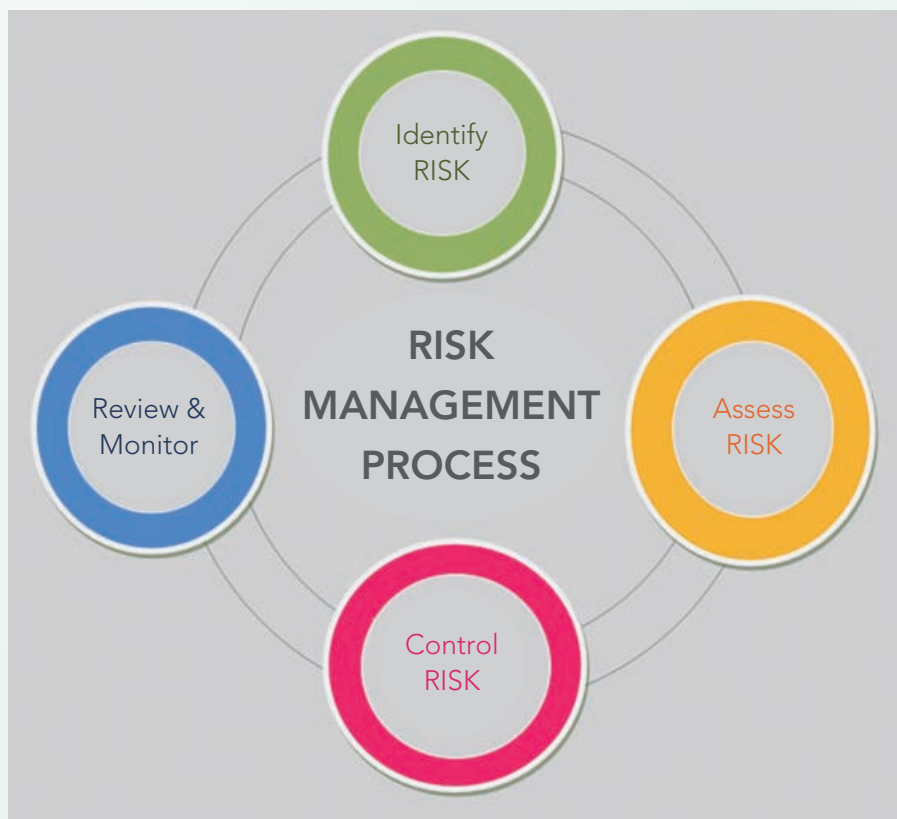 Identify
RISK
RISK
MANAGEMENT
PROCESS
Assess
RISK
Control
RISK
Review &
Monitor